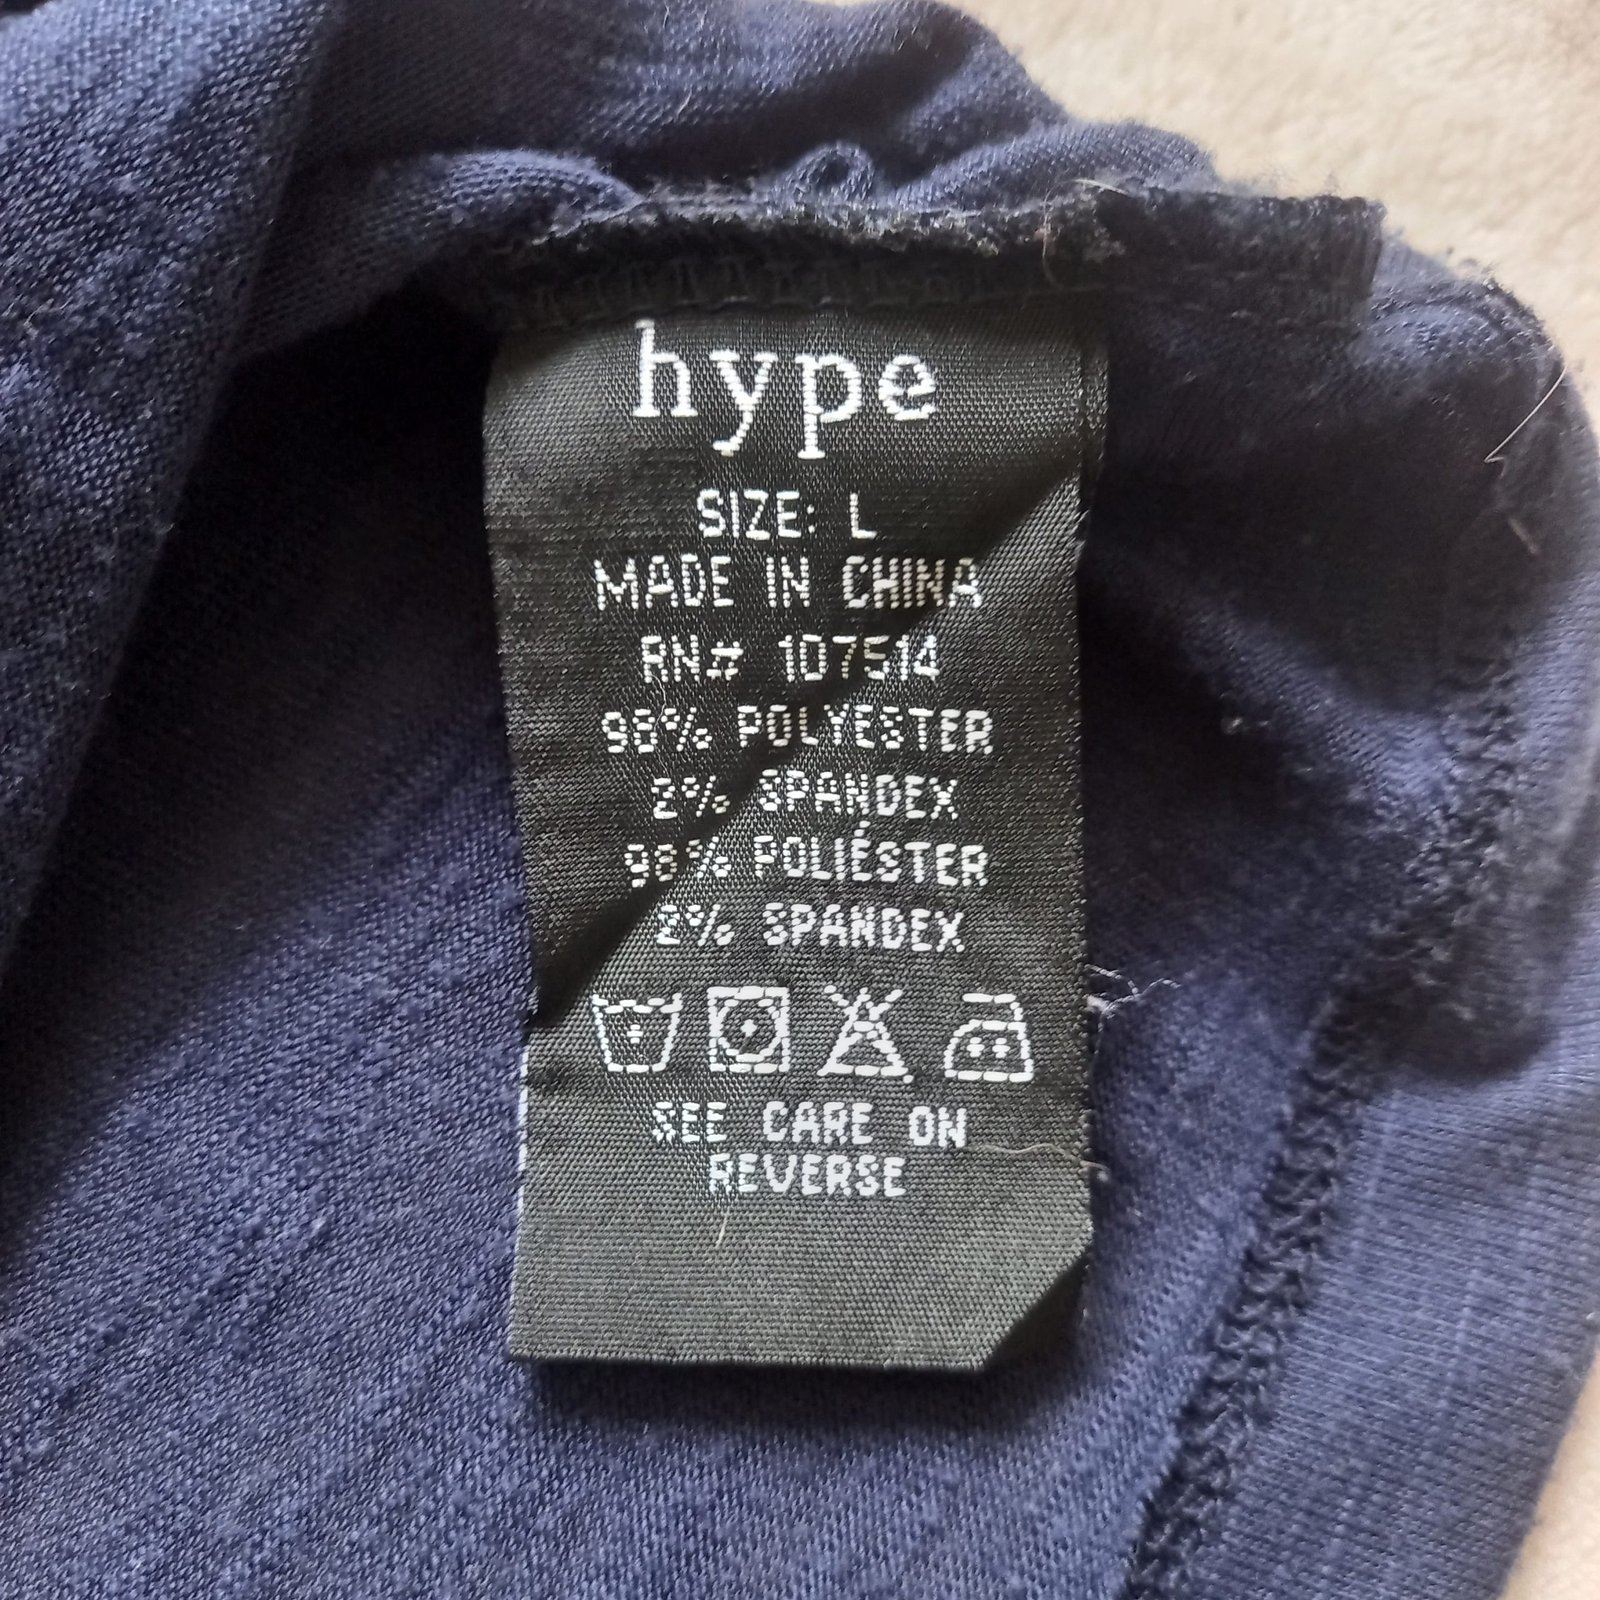 hype
SIZE: L
MADE IN CHINA
RN# 107514
98% POLYESTER
2% SPANDEX
98% POLIÉSTER
2% SPANDEX
SEE CARE ON
REVERSE